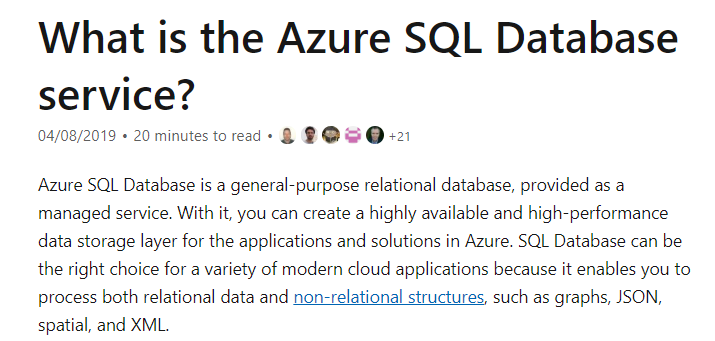 What is the Azure SQL Database
service?
04/08/2019 • 20 minutes to read • +21
Azure SQL Database is a general-purpose relational database, provided as a
managed service. With it, you can create a highly available and high-performance
data storage layer for the applications and solutions in Azure. SQL Database can be
the right choice for a variety of modern cloud applications because it enables you to
process both relational data and non-relational structures, such as graphs, JSON,
spatial, and XML.